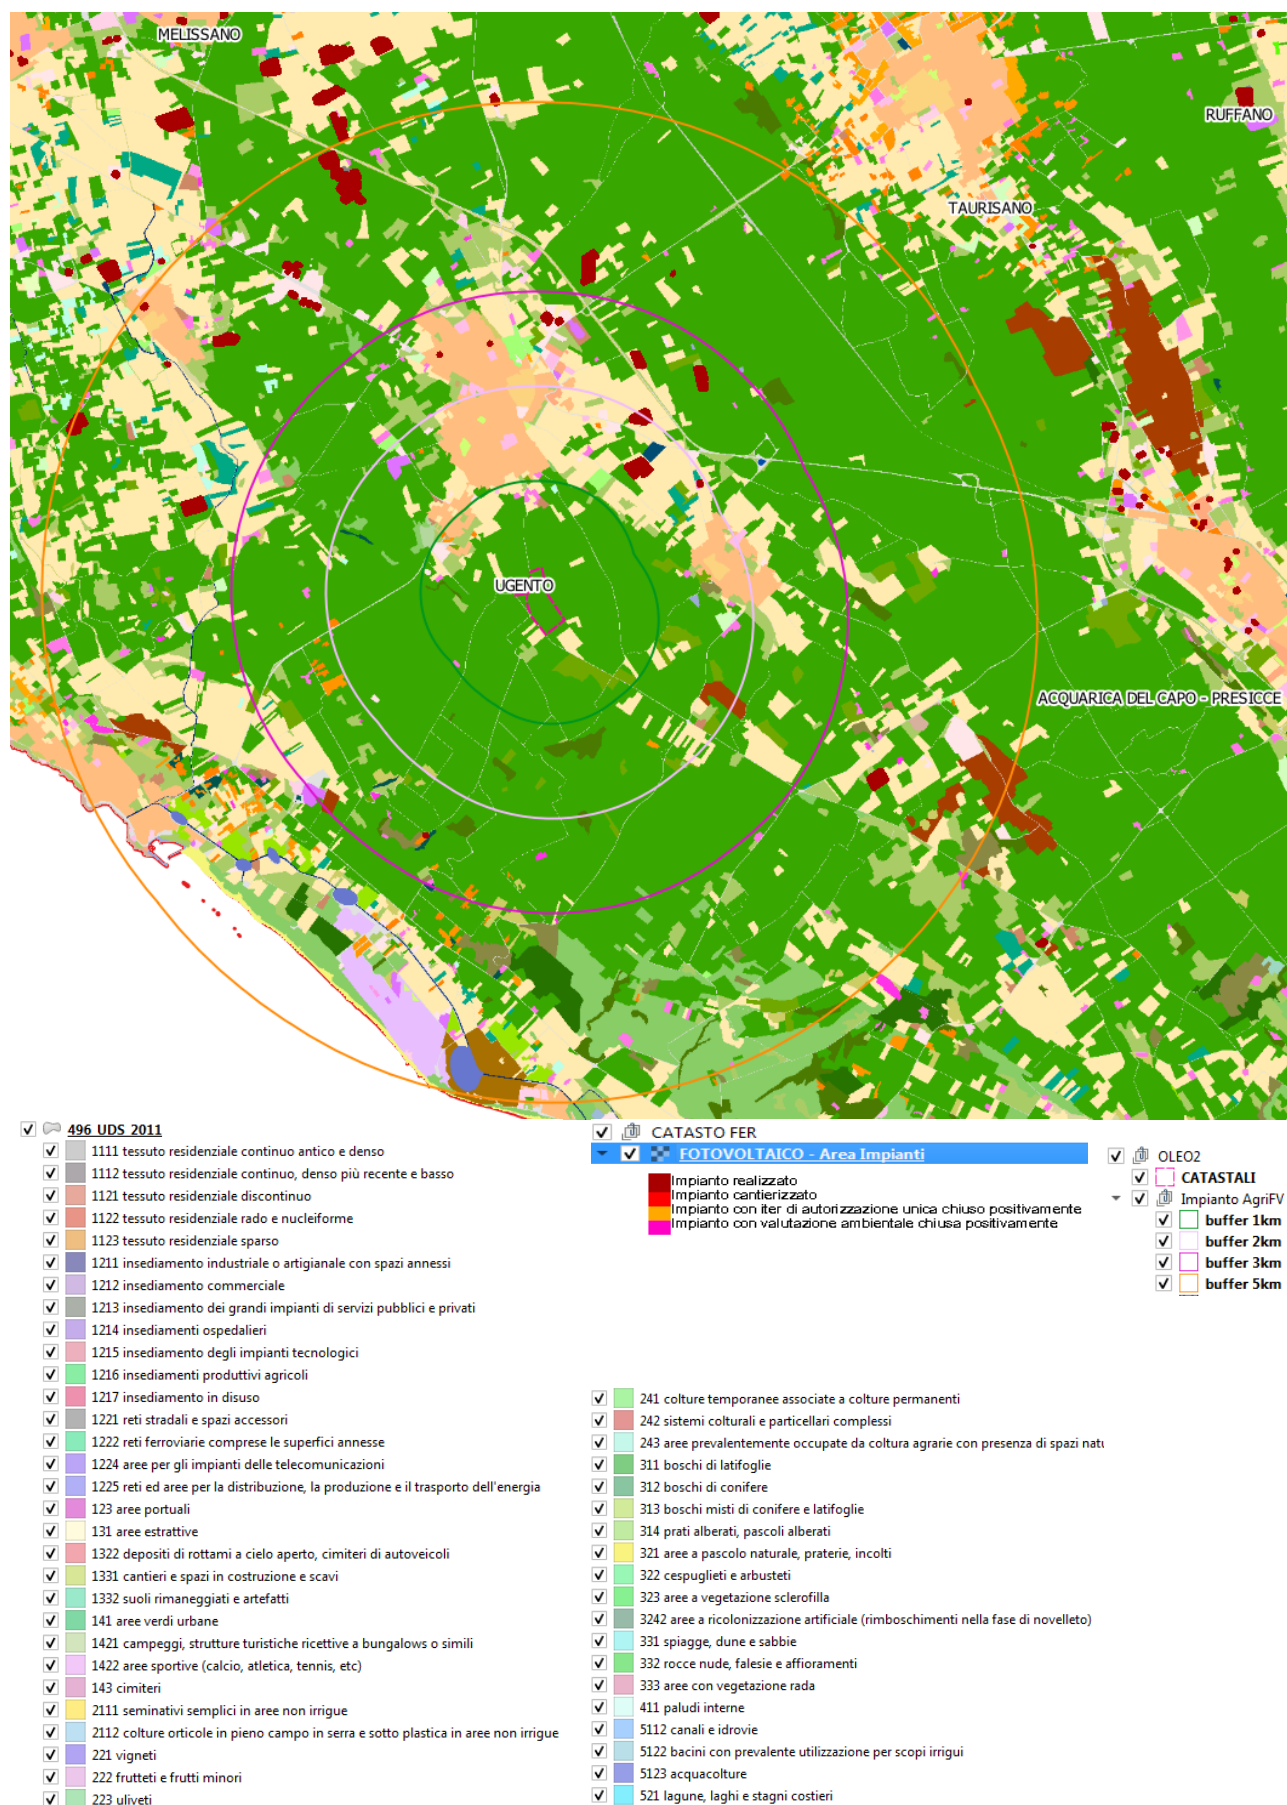 MELISSANO
RUFFANO
TAURISANO
UGENTO
ACQUARICA DEL CAPO - PRESICCE
496_UDS_2011
1111 tessuto residenziale continuo antico e denso
1112 tessuto residenziale continuo, denso più recente e basso
1121 tessuto residenziale discontinuo
1122 tessuto residenziale rado e nucleiforme
1123 tessuto residenziale sparso
1211 insediamento industriale o artigianale con spazi annessi
1212 insediamento commerciale
1213 insediamento dei grandi impianti di servizi pubblici e privati
1214 insediamenti ospedalieri
1215 insediamento degli impianti tecnologici
1216 insediamenti produttivi agricoli
1217 insediamento in disuso
1221 reti stradali e spazi accessori
1222 reti ferroviarie comprese le superfici annesse
1224 aree per gli impianti delle telecomunicazioni
1225 reti ed aree per la distribuzione, la produzione e il trasporto dell'energia
123 aree portuali
131 aree estrattive
1322 depositi di rottami a cielo aperto, cimiteri di autoveicoli
1331 cantieri e spazi in costruzione e scavi
1332 suoli rimaneggiati e artefatti
141 aree verdi urbane
1421 campeggi, strutture turistiche ricettive a bungalows o simili
1422 aree sportive (calcio, atletica, tennis, etc)
143 cimiteri
2111 seminativi semplici in aree non irrigue
2112 colture orticole in pieno campo in serra e sotto plastica in aree non irrigue
221 vigneti
222 frutteti e frutti minori
223 uliveti
CATASTO FER
FOTOVOLTAICO - Area Impianti
Impianto realizzato
Impianto cantierizzato
Impianto con iter di autorizzazione unica chiuso positivamente
Impianto con valutazione ambientale chiusa positivamente
OLEO2
CATASTALI
Impianto AgriFV
buffer 1km
buffer 2km
buffer 3km
buffer 5km
241 colture temporanee associate a colture permanenti
242 sistemi colturali e particellari complessi
243 aree prevalentemente occupate da coltura agrarie con presenza di spazi natu
311 boschi di latifoglie
312 boschi di conifere
313 boschi misti di conifere e latifoglie
314 prati alberati, pascoli alberati
321 aree a pascolo naturale, praterie, incolti
322 cespuglieti e arbusteti
323 aree a vegetazione sclerofilla
3242 aree a ricolonizzazione artificiale (rimboschimenti nella fase di novelleto)
331 spiagge, dune e sabbie
332 rocce nude, falesie e affioramenti
333 aree con vegetazione rada
411 paludi interne
5112 canali e idrovie
5122 bacini con prevalente utilizzazione per scopi irrigui
5123 acquacolture
521 lagune, laghi e stagni costieri